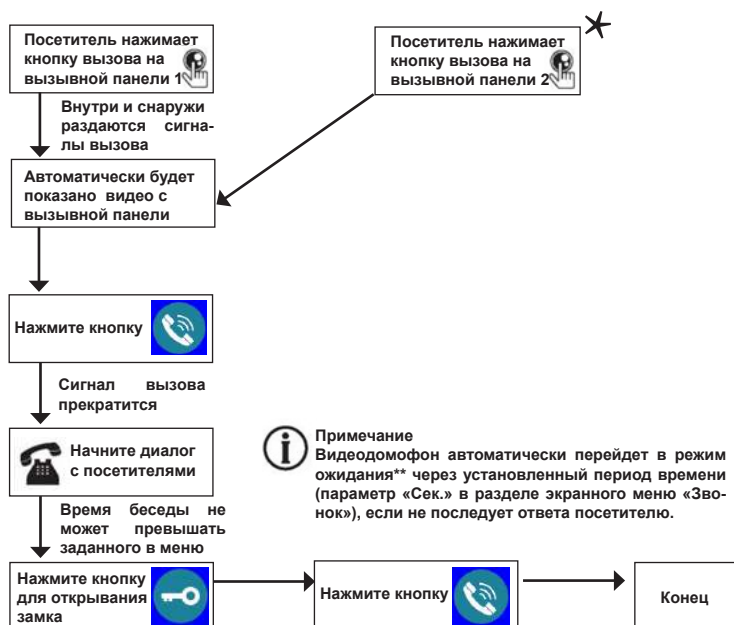 Посетитель нажимает
кнопку вызова на
вызывной панели 1
Посетитель нажимает
кнопку вызова на
вызывной панели 2
Внутри и снаружи
раздаются сигна-
лы вызова
Автоматически будет
показано видео с
вызывной панели
Нажмите кнопку
Сигнал вызова
прекратится
Начните диалог
с посетителями
Примечание
Видеодомофон автоматически перейдет в режим
ожидания** через установленный период времени
(параметр «Сек.» в разделе экранного меню «Зво-
нок»), если не последует ответа посетителю.
Время беседы не
может превышать
заданного в меню
Нажмите кнопку
для открывания
замка
Нажмите кнопку
Конец